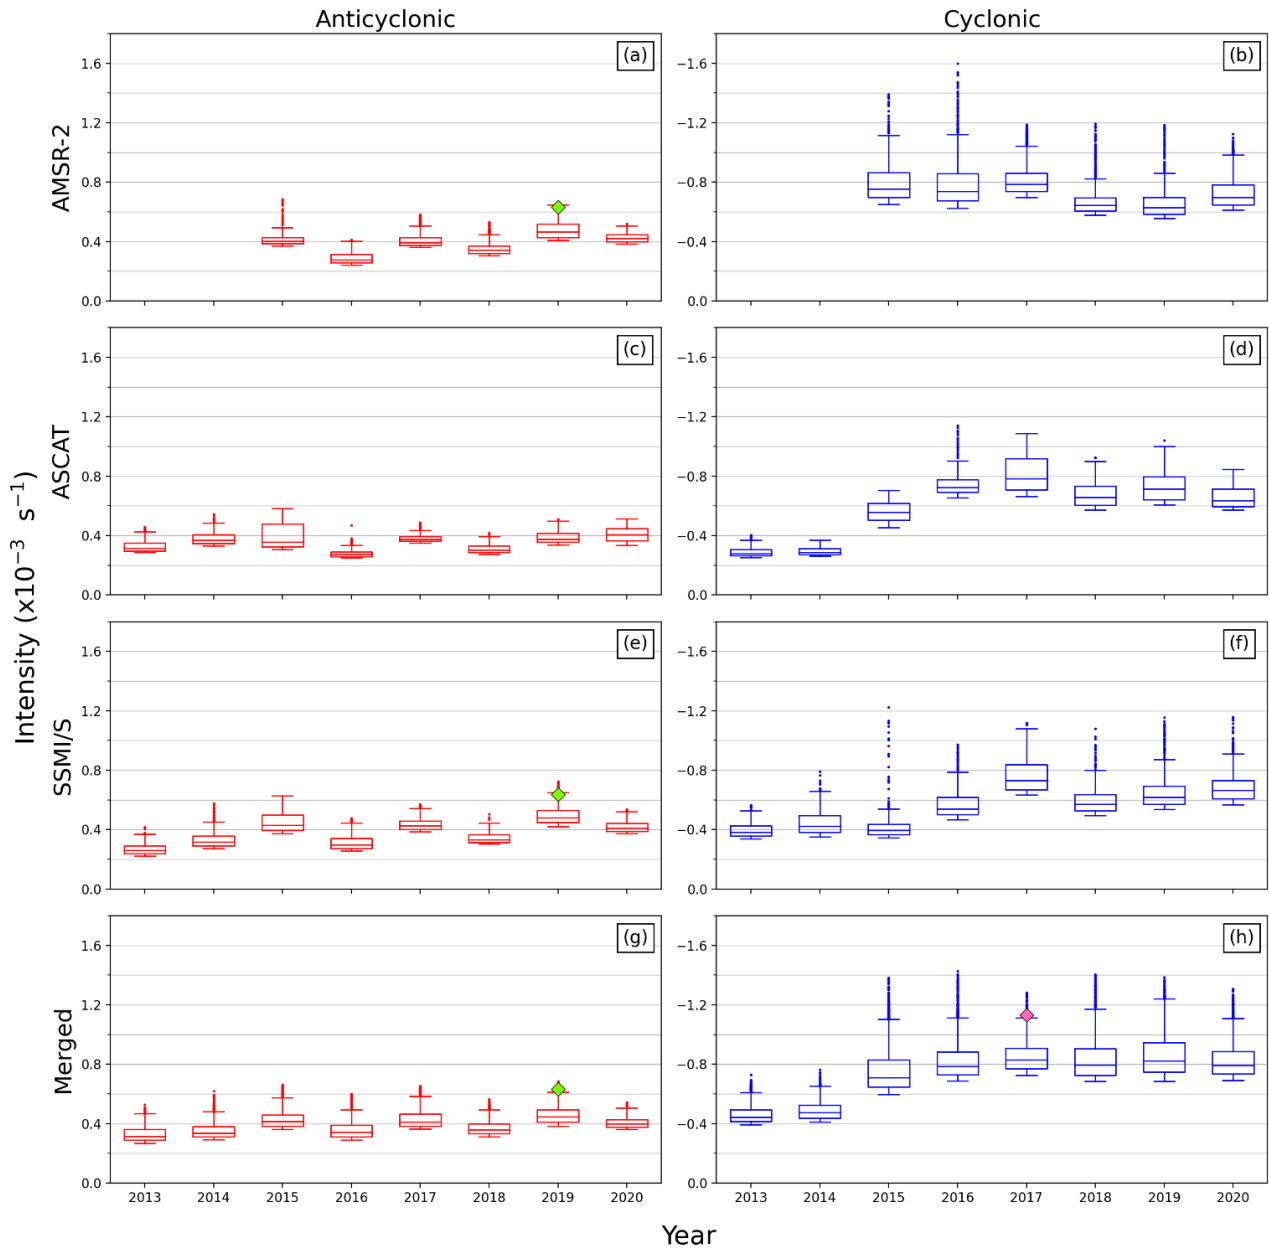 Anticyclonic Cyclonic
Intensity (x10⁻³ s⁻¹)
AMSR-2
(a)
1.6
1.2
0.8
0.4
0.0
(b)
−1.6
−1.2
−0.8
−0.4
0.0
ASCAT
(c)
1.6
1.2
0.8
0.4
0.0
(d)
−1.6
−1.2
−0.8
−0.4
0.0
SSMI/S
(e)
1.6
1.2
0.8
0.4
0.0
(f)
−1.6
−1.2
−0.8
−0.4
0.0
Merged
(g)
1.6
1.2
0.8
0.4
0.0
2013 2014 2015 2016 2017 2018 2019 2020
(h)
−1.6
−1.2
−0.8
−0.4
0.0
2013 2014 2015 2016 2017 2018 2019 2020
Year